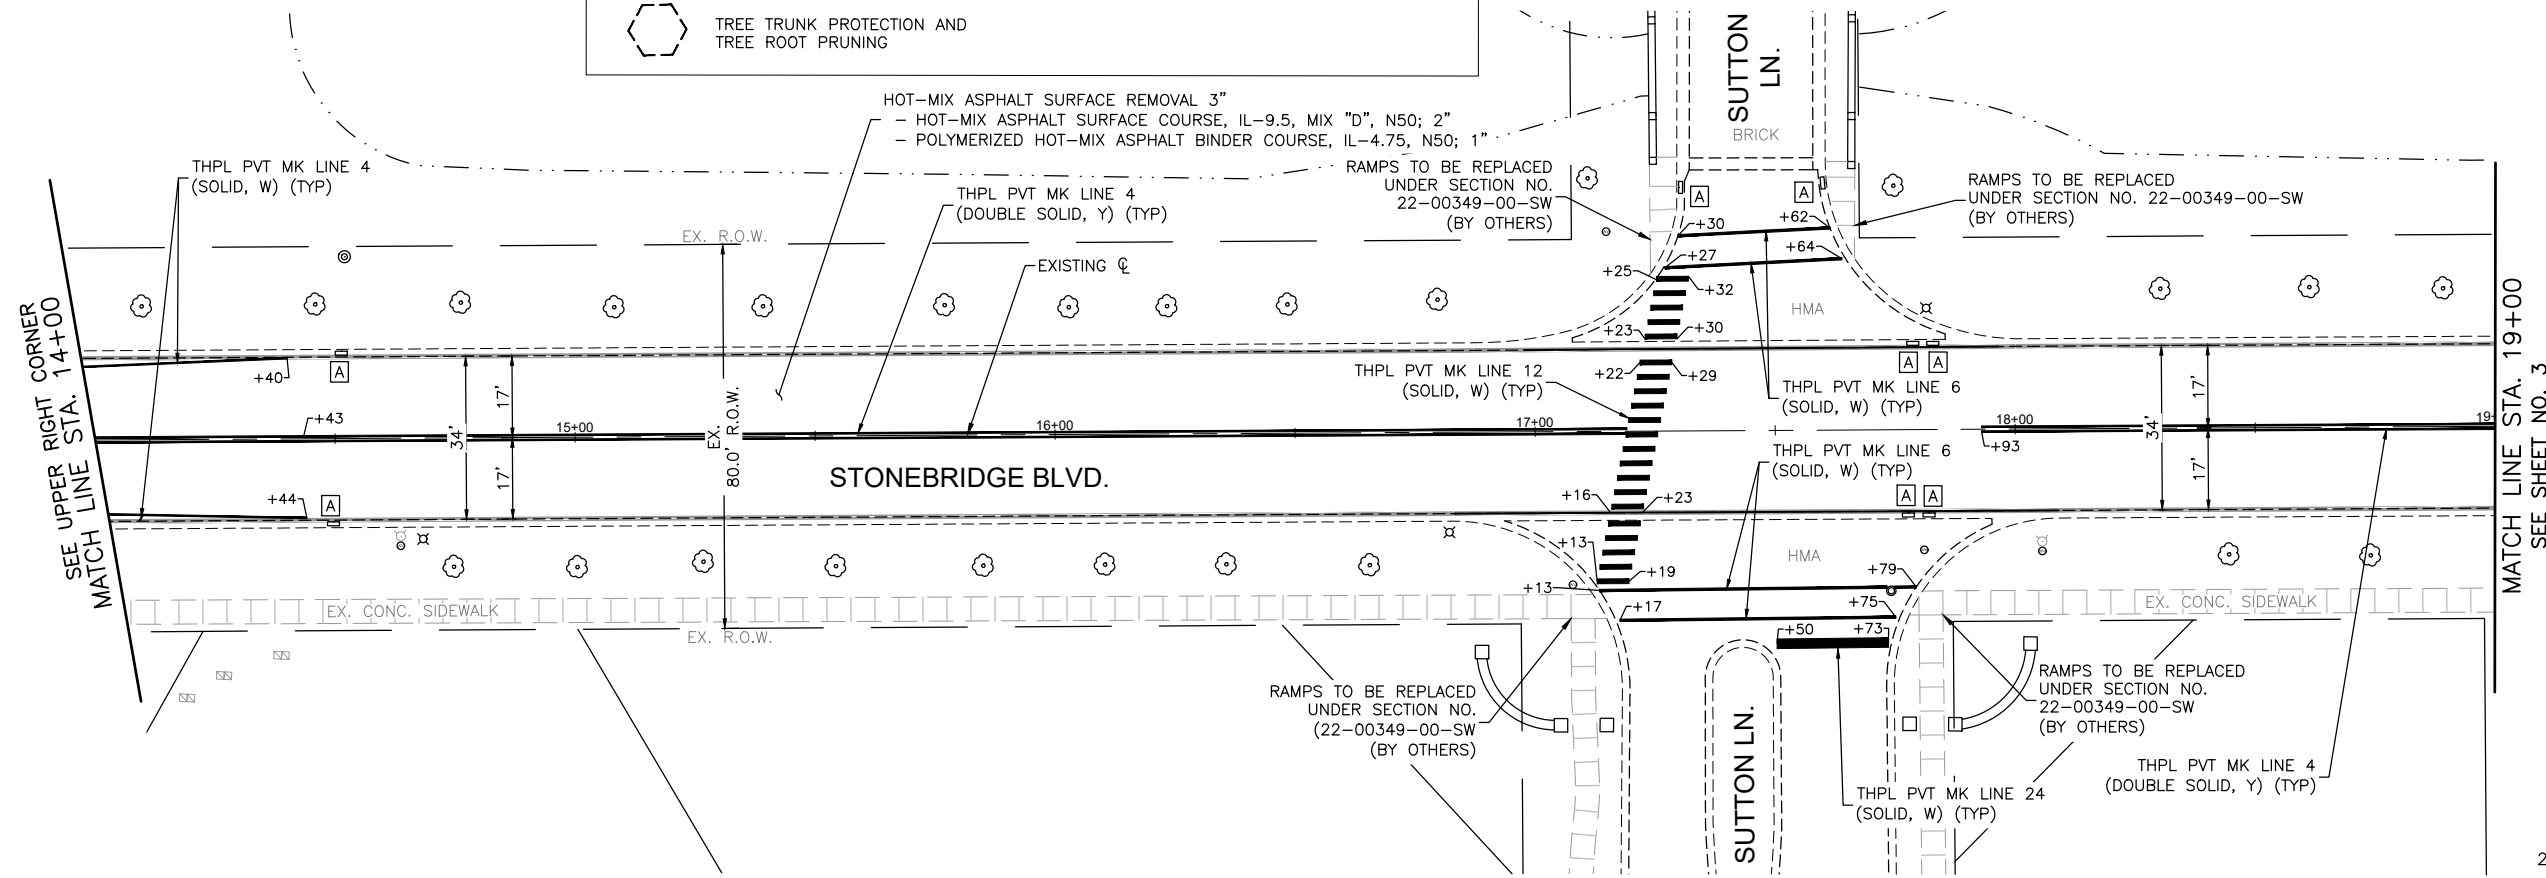 TREE TRUNK PROTECTION AND
TREE ROOT PRUNING
SUTTON
LN.
BRICK
HOT-MIX ASPHALT SURFACE REMOVAL 3"
- HOT-MIX ASPHALT SURFACE COURSE, IL-9.5, MIX "D", N50; 2"
- POLYMERIZED HOT-MIX ASPHALT BINDER COURSE, IL-4.75, N50; 1"
THPL PVT MK LINE 4
(SOLID, W) (TYP)
THPL PVT MK LINE 4
(DOUBLE SOLID, Y) (TYP)
RAMPS TO BE REPLACED
UNDER SECTION NO.
22-00349-00-SW
(BY OTHERS)
A
A
RAMPS TO BE REPLACED
UNDER SECTION NO. 22-00349-00-SW
(BY OTHERS)
EX. R.O.W.
EXISTING ℄
+30
+62
+27
+64
+25
+32
+23
+30
HMA
SEE UPPER RIGHT CORNER
MATCH LINE STA. 14+00
+40
A
+43
17'
34'
17'
15+00
EX.
80.0' R.O.W.
16+00
17+00
THPL PVT MK LINE 12
(SOLID, W) (TYP)
+22
+29
THPL PVT MK LINE 6
(SOLID, W) (TYP)
A
A
18+00
+93
17'
34'
17'
19+
MATCH LINE STA. 19+00
SEE SHEET NO. 3
STONEBRIDGE BLVD.
THPL PVT MK LINE 6
(SOLID, W) (TYP)
+44
A
+16
+23
A
A
+13
+19
HMA
+13
+79
+17
+75
+50
+73
EX. CONC. SIDEWALK
EX. R.O.W.
EX. CONC. SIDEWALK
RAMPS TO BE REPLACED
UNDER SECTION NO.
(22-00349-00-SW
(BY OTHERS)
SUTTON LN.
RAMPS TO BE REPLACED
UNDER SECTION NO.
22-00349-00-SW
(BY OTHERS)
THPL PVT MK LINE 24
(SOLID, W) (TYP)
THPL PVT MK LINE 4
(DOUBLE SOLID, Y) (TYP)
2